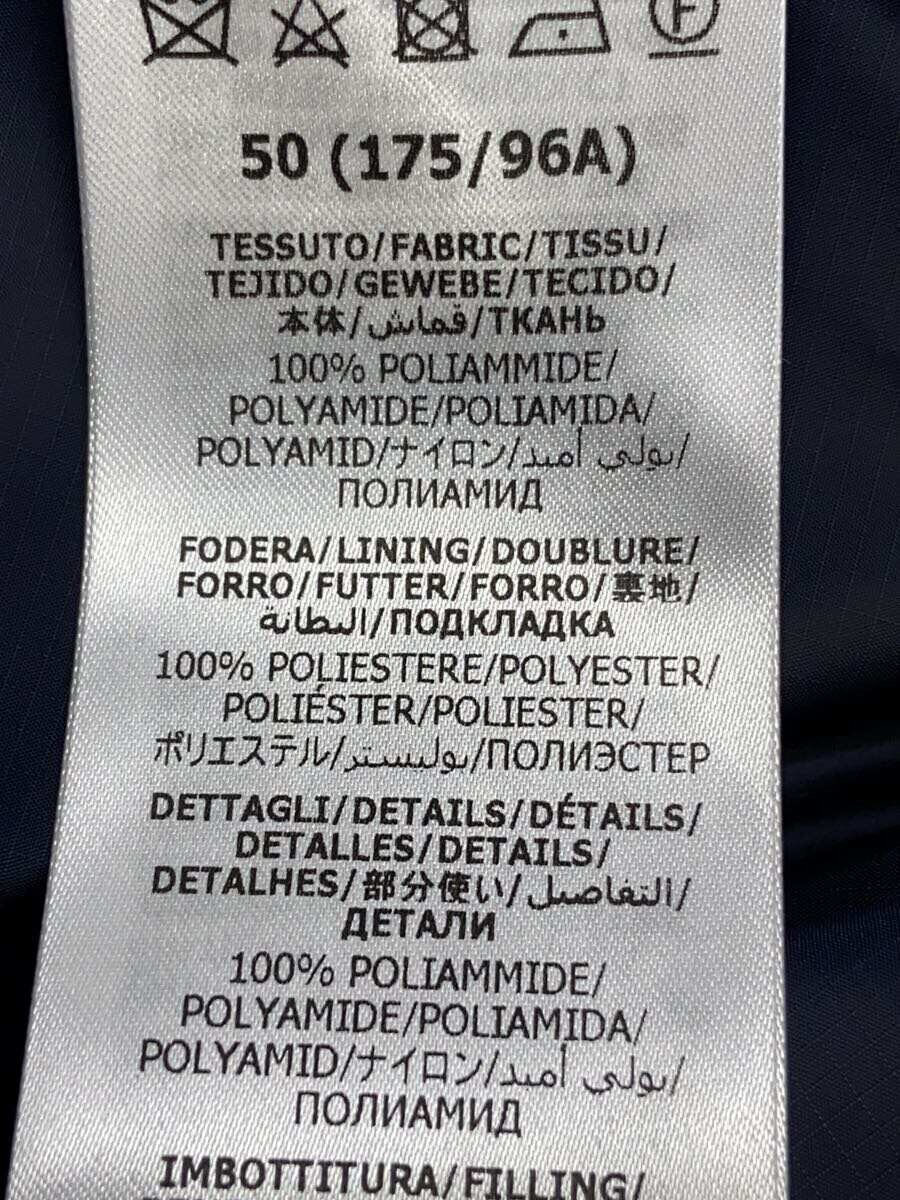 F
50 (175/96A)
TESSUTO/FABRIC/TISSU/
TEJIDO/GEWEBE/TECIDO/
本体/قماش/ТКАНЬ
100% POLIAMMIDE/
POLYAMIDE/POLIAMIDA/
POLYAMID/ナイロン/بولي أميد/
ПОЛИАМИД
FODERA/LINING/DOUBLURE/
FORRO/FUTTER/FORRO/裏地/
البطانة/ПОДКЛАДКА
100% POLIESTERE/POLYESTER/
POLIÉSTER/POLIESTER/
ポリエステル/بوليستر/ПОЛИЭСТЕР
DETTAGLI/DETAILS/DÉTAILS/
DETALLES/DETAILS/
DETALHES/部分使い/التفاصيل/
ДЕТАЛИ
100% POLIAMMIDE/
POLYAMIDE/POLIAMIDA/
POLYAMID/ナイロン/بولي أميد/
ПОЛИАМИД
IMBOTTITURA/FILLING/